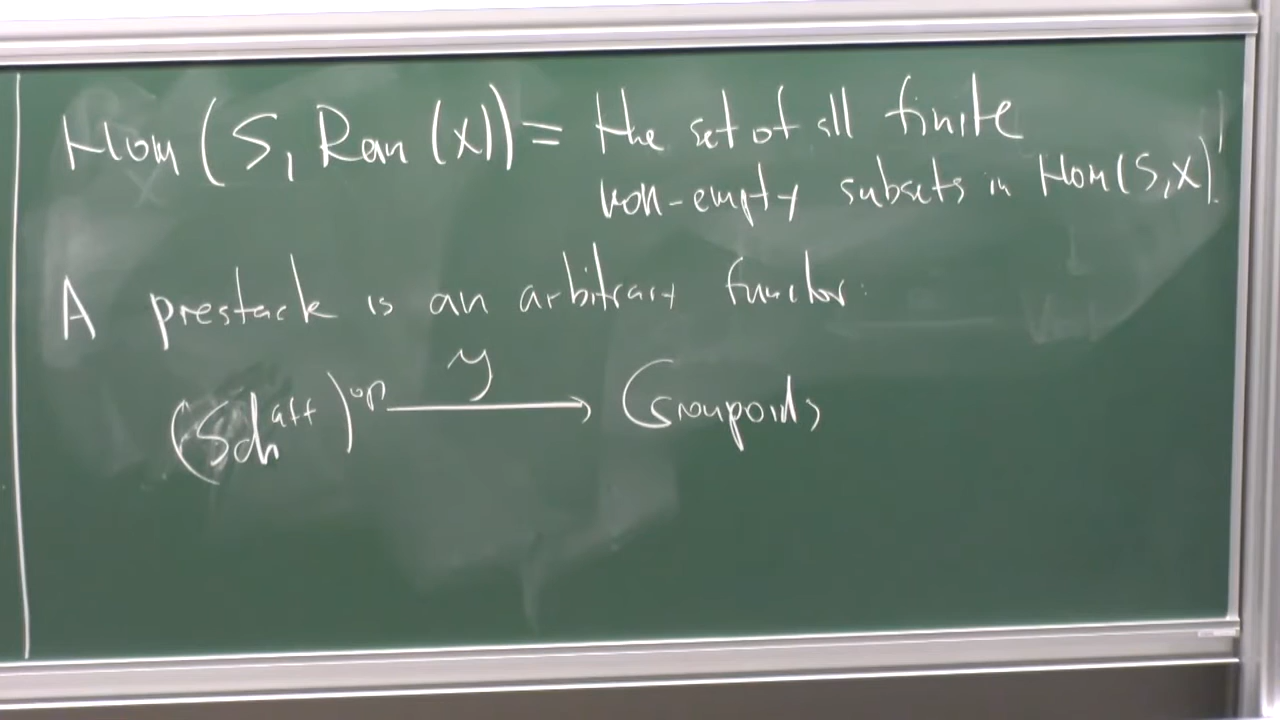 Hom (S, Ran (X)) = the set of all finite
non-empty subsets in Hom(S,X)!
A prestack is an arbitrary functor:
(Sch^aff)^op —y→ Groupoids